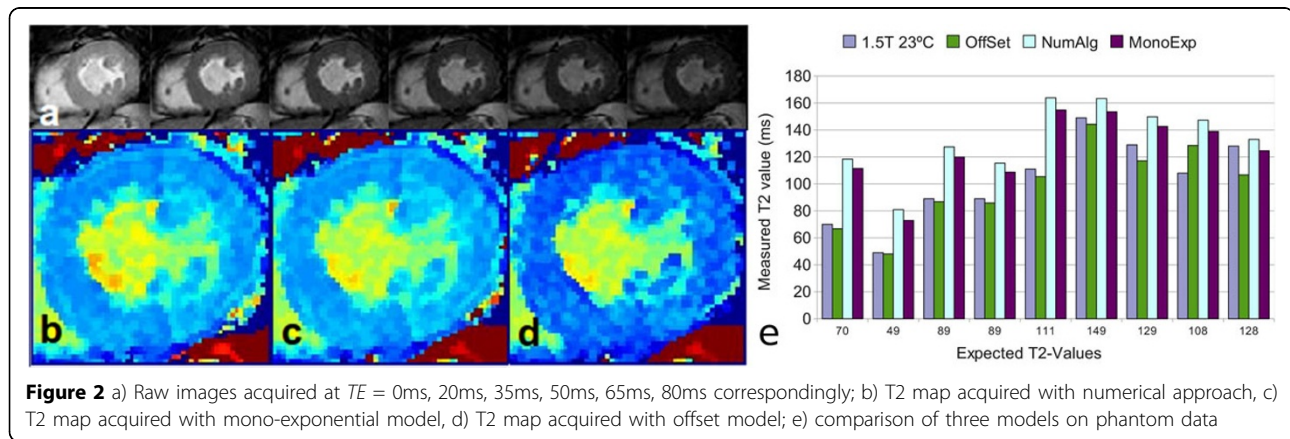 a
b
c
d
1.5T 23ºC OffSet NumAlg MonoExp
180
160
140
120
100
80
60
40
20
0
Measured T2 value (ms)
70 49 89 89 111 149 129 108 128
Expected T2-Values
e
Figure 2 a) Raw images acquired at TE = 0ms, 20ms, 35ms, 50ms, 65ms, 80ms correspondingly; b) T2 map acquired with numerical approach, c)
T2 map acquired with mono-exponential model, d) T2 map acquired with offset model; e) comparison of three models on phantom data